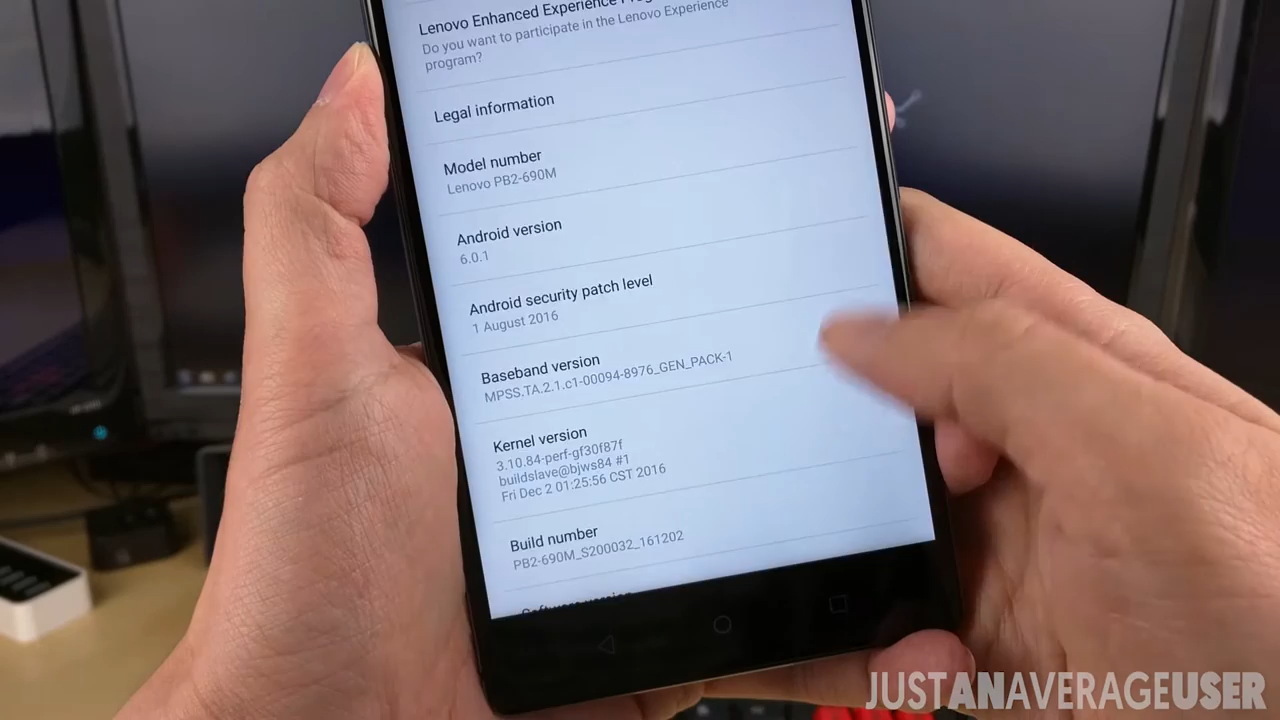 Lenovo Enhanced Experience
Do you want to participate in the Lenovo Experience
program?
Legal information
Model number
Lenovo PB2-690M
Android version
6.0.1
Android security patch level
1 August 2016
Baseband version
MPSS.TA.2.1.c1-00094-8976_GEN_PACK-1
Kernel version
3.10.84-perf-gf30f87f
buildslave@bjws84 #1
Fri Dec 2 01:25:56 CST 2016
Build number
PB2-690M_S200032_161202
JUSTANAVERAGEUSER